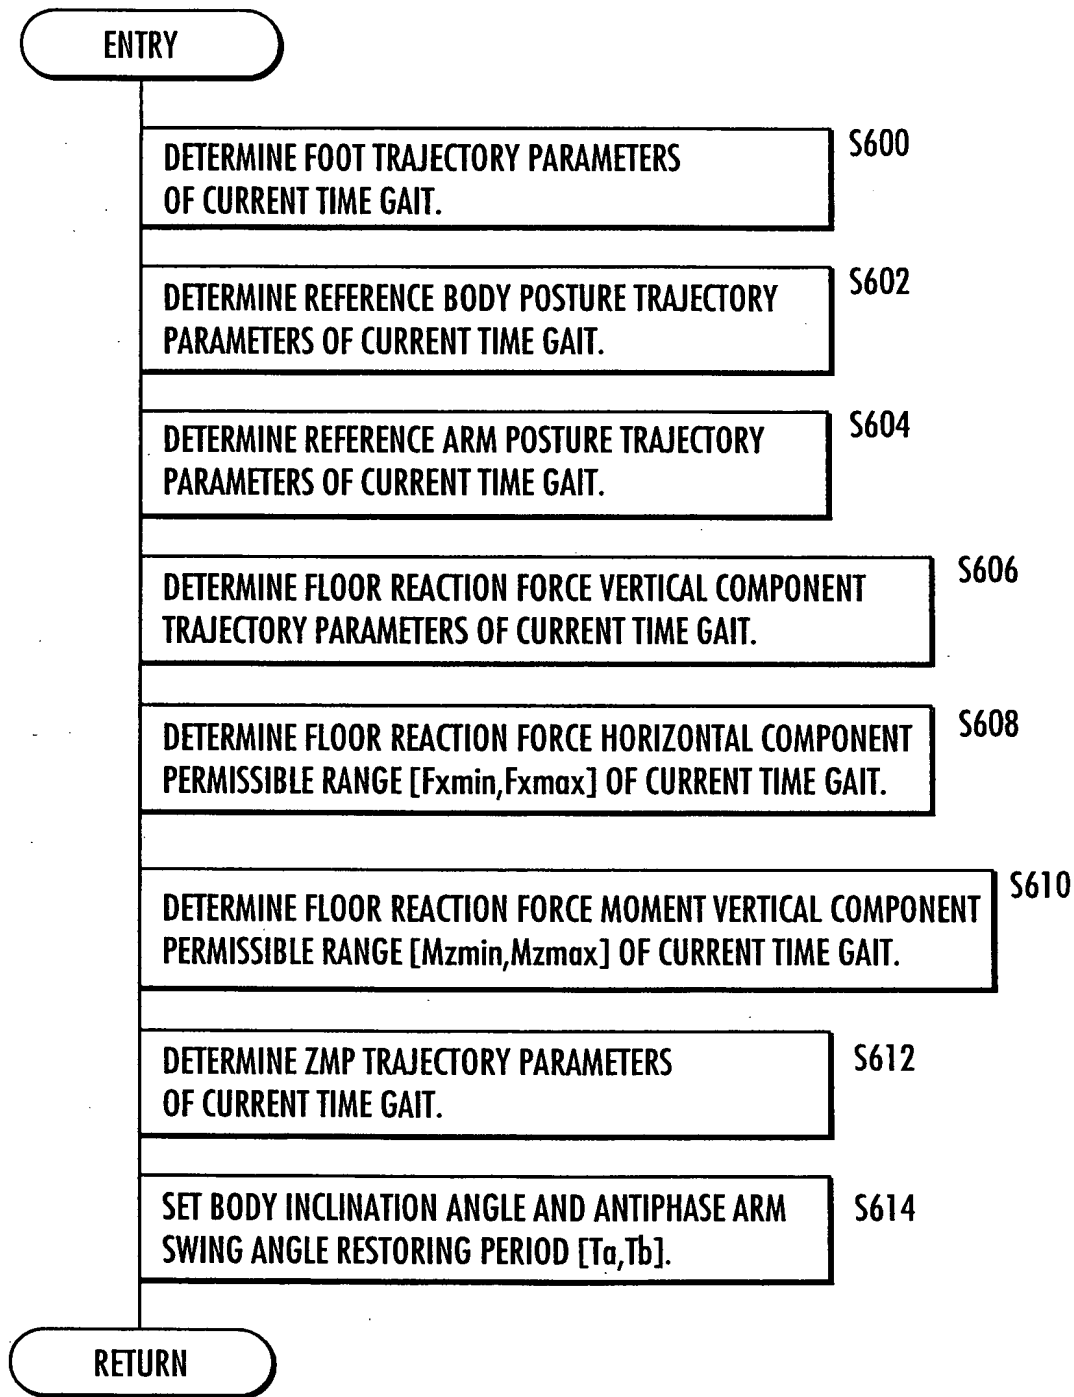 ENTRY
S600
DETERMINE FOOT TRAJECTORY PARAMETERS
OF CURRENT TIME GAIT.
S602
DETERMINE REFERENCE BODY POSTURE TRAJECTORY
PARAMETERS OF CURRENT TIME GAIT.
S604
DETERMINE REFERENCE ARM POSTURE TRAJECTORY
PARAMETERS OF CURRENT TIME GAIT.
S606
DETERMINE FLOOR REACTION FORCE VERTICAL COMPONENT
TRAJECTORY PARAMETERS OF CURRENT TIME GAIT.
S608
DETERMINE FLOOR REACTION FORCE HORIZONTAL COMPONENT
PERMISSIBLE RANGE [Fxmin,Fxmax] OF CURRENT TIME GAIT.
S610
DETERMINE FLOOR REACTION FORCE MOMENT VERTICAL COMPONENT
PERMISSIBLE RANGE [Mzmin,Mzmax] OF CURRENT TIME GAIT.
S612
DETERMINE ZMP TRAJECTORY PARAMETERS
OF CURRENT TIME GAIT.
S614
SET BODY INCLINATION ANGLE AND ANTIPHASE ARM
SWING ANGLE RESTORING PERIOD [Ta,Tb].
RETURN